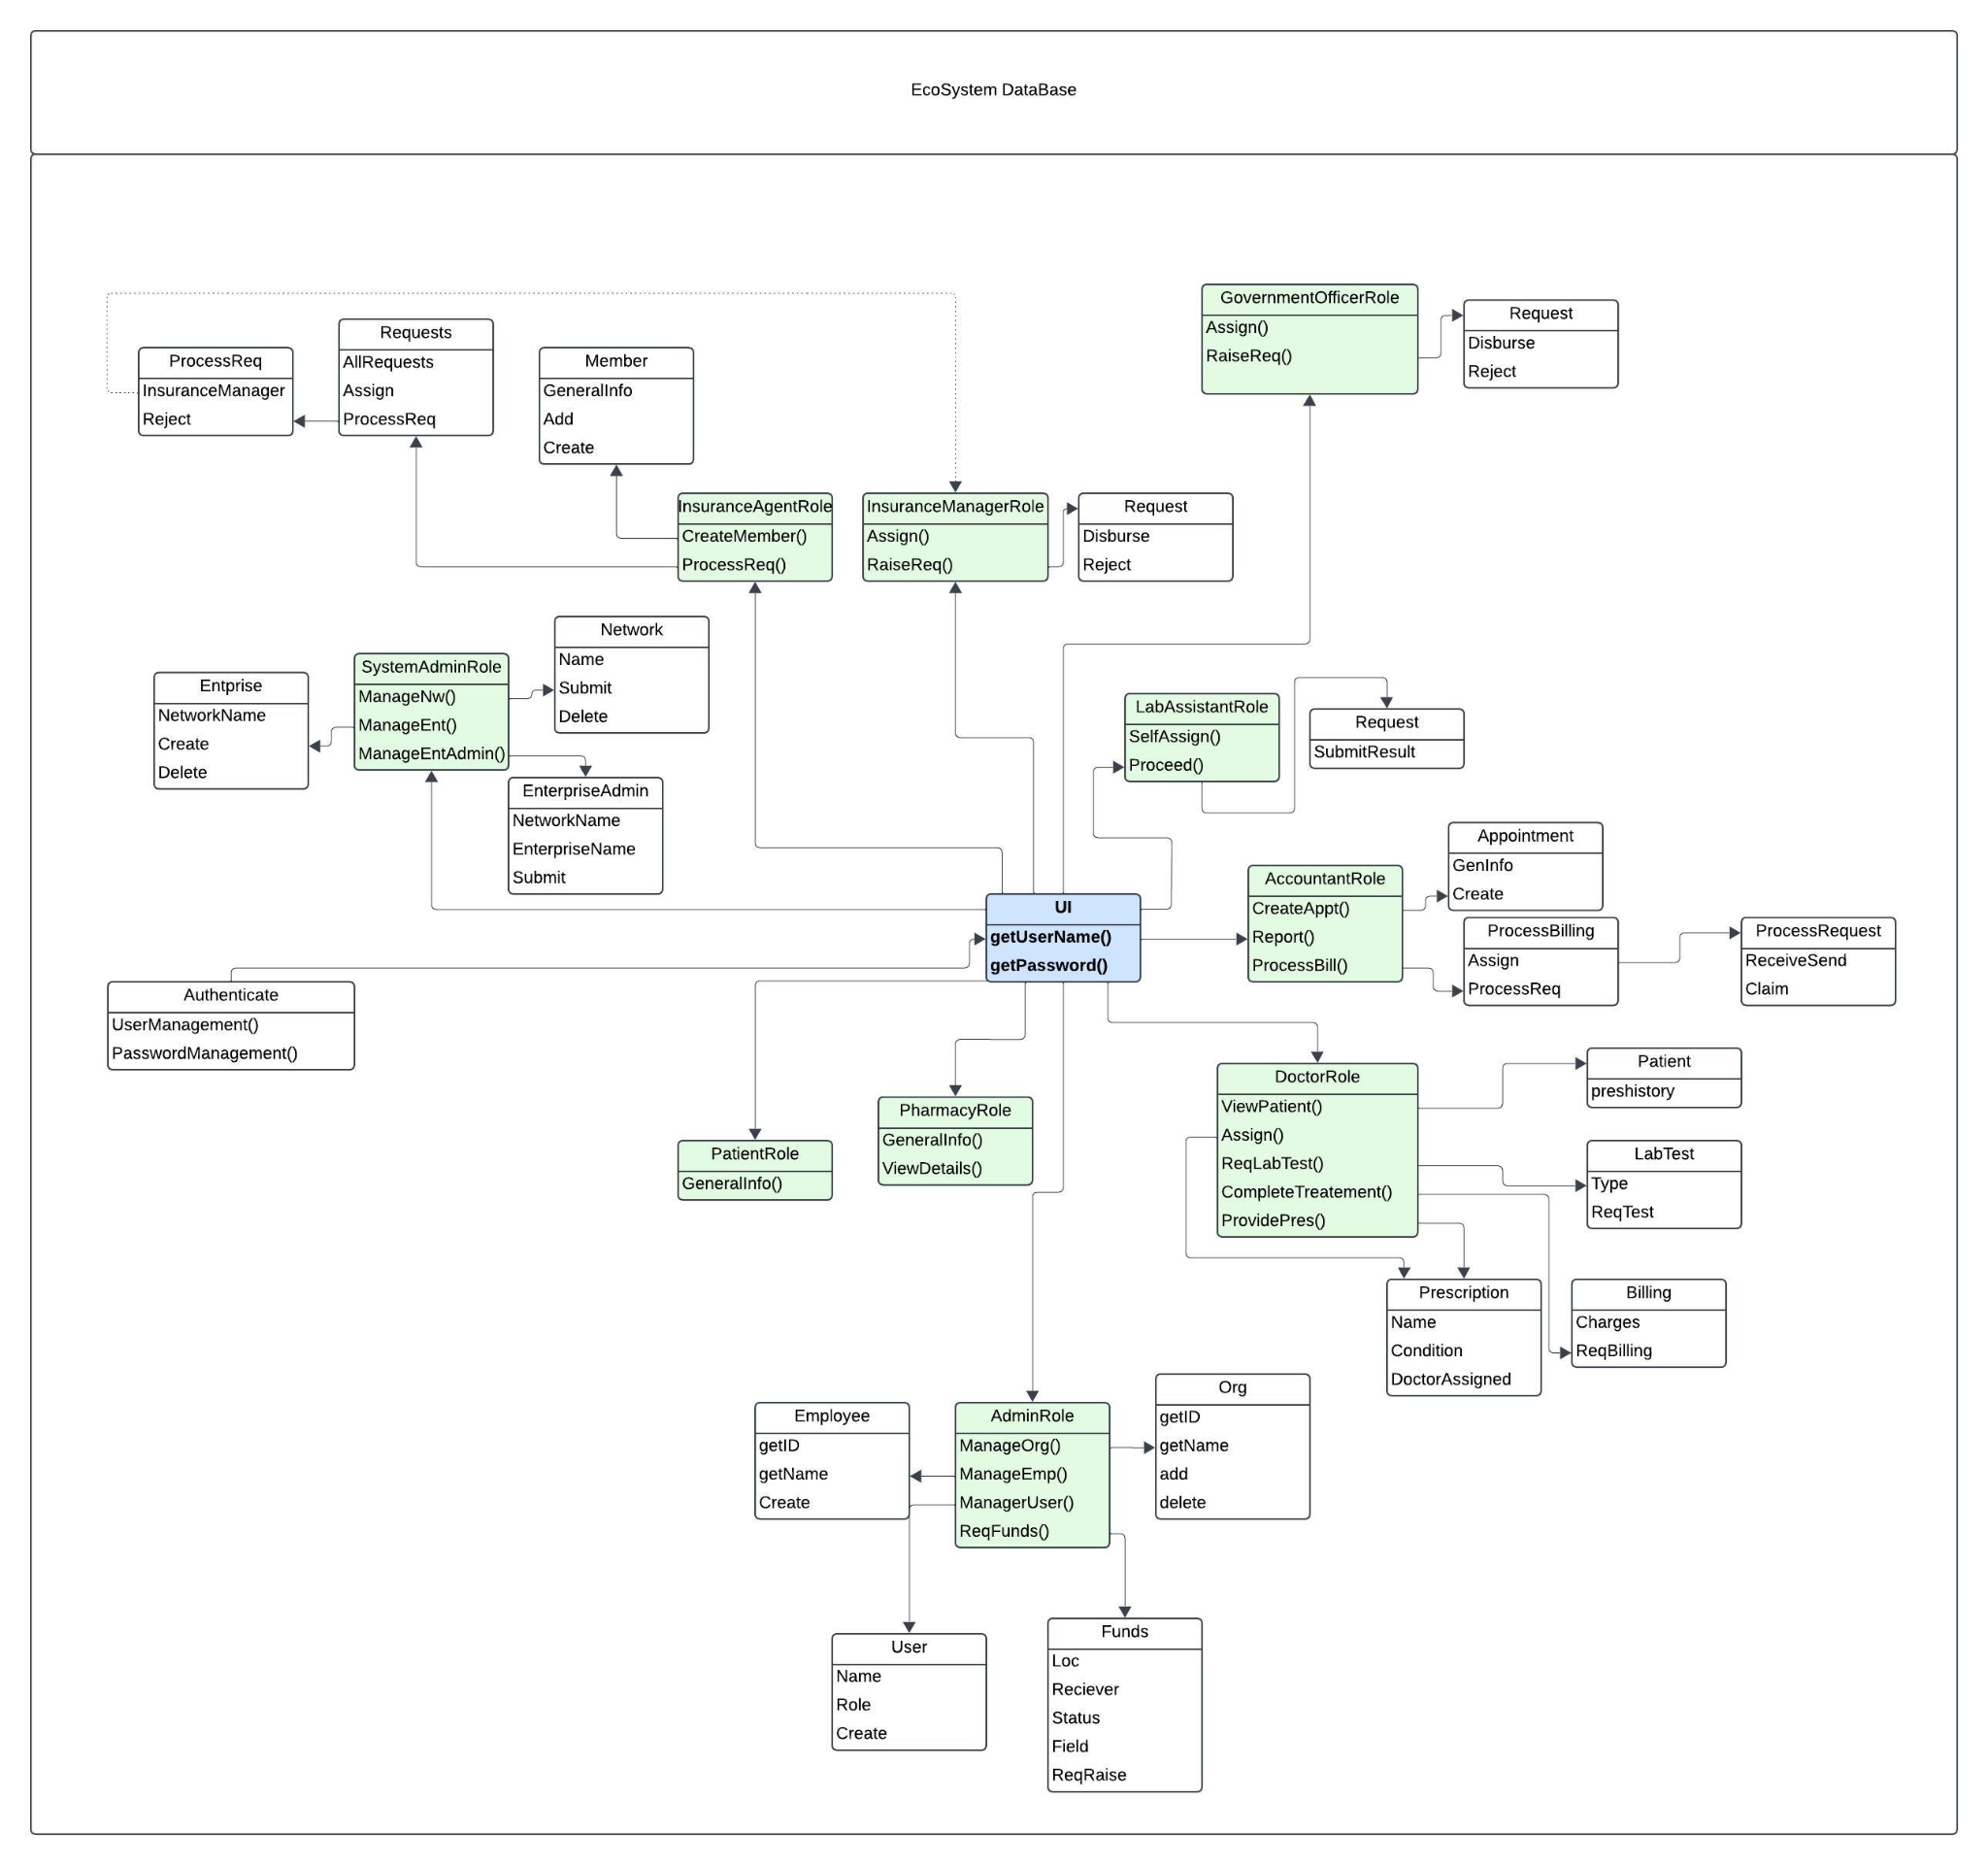 EcoSystem DataBase
GovernmentOfficerRole
Assign()
RaiseReq()
Request
Disburse
Reject
Requests
AllRequests
Assign
ProcessReq
ProcessReq
InsuranceManager
Reject
Member
GeneralInfo
Add
Create
InsuranceAgentRole
CreateMember()
ProcessReq()
InsuranceManagerRole
Assign()
RaiseReq()
Request
Disburse
Reject
Network
Name
Submit
Delete
SystemAdminRole
ManageNw()
ManageEnt()
ManageEntAdmin()
Entprise
NetworkName
Create
Delete
EnterpriseAdmin
NetworkName
EnterpriseName
Submit
LabAssistantRole
SelfAssign()
Proceed()
Request
SubmitResult
Appointment
GenInfo
Create
AccountantRole
CreateAppt()
Report()
ProcessBill()
UI
getUserName()
getPassword()
ProcessBilling
Assign
ProcessReq
ProcessRequest
ReceiveSend
Claim
Authenticate
UserManagement()
PasswordManagement()
Patient
preshistory
DoctorRole
ViewPatient()
Assign()
ReqLabTest()
CompleteTreatement()
ProvidePres()
PharmacyRole
GeneralInfo()
ViewDetails()
PatientRole
GeneralInfo()
LabTest
Type
ReqTest
Prescription
Name
Condition
DoctorAssigned
Billing
Charges
ReqBilling
Org
getID
getName
add
delete
Employee
getID
getName
Create
AdminRole
ManageOrg()
ManageEmp()
ManagerUser()
ReqFunds()
Funds
Loc
Reciever
Status
Field
ReqRaise
User
Name
Role
Create